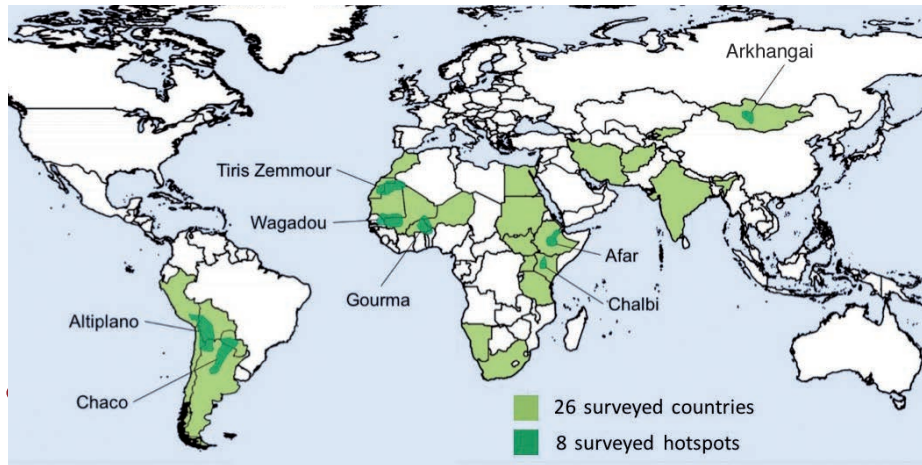 Arkhangai
Tiris Zemmour
Wagadou
Afar
Gourma
Chalbi
Altiplano
Chaco
26 surveyed countries
8 surveyed hotspots